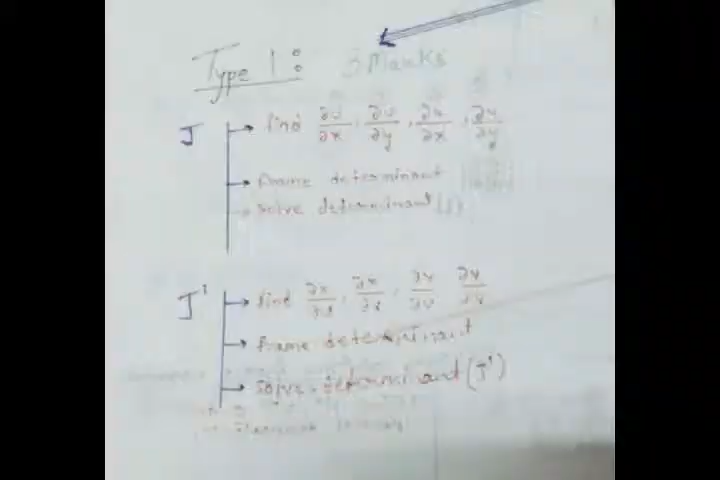 Type 1: 5 Marks
J
find ∂u/∂x, ∂u/∂y, ∂v/∂x, ∂v/∂y
frame determinant
solve determinant (J)
J'
find ∂x/∂u, ∂x/∂v, ∂y/∂u, ∂y/∂v
frame determinant
solve determinant (J')